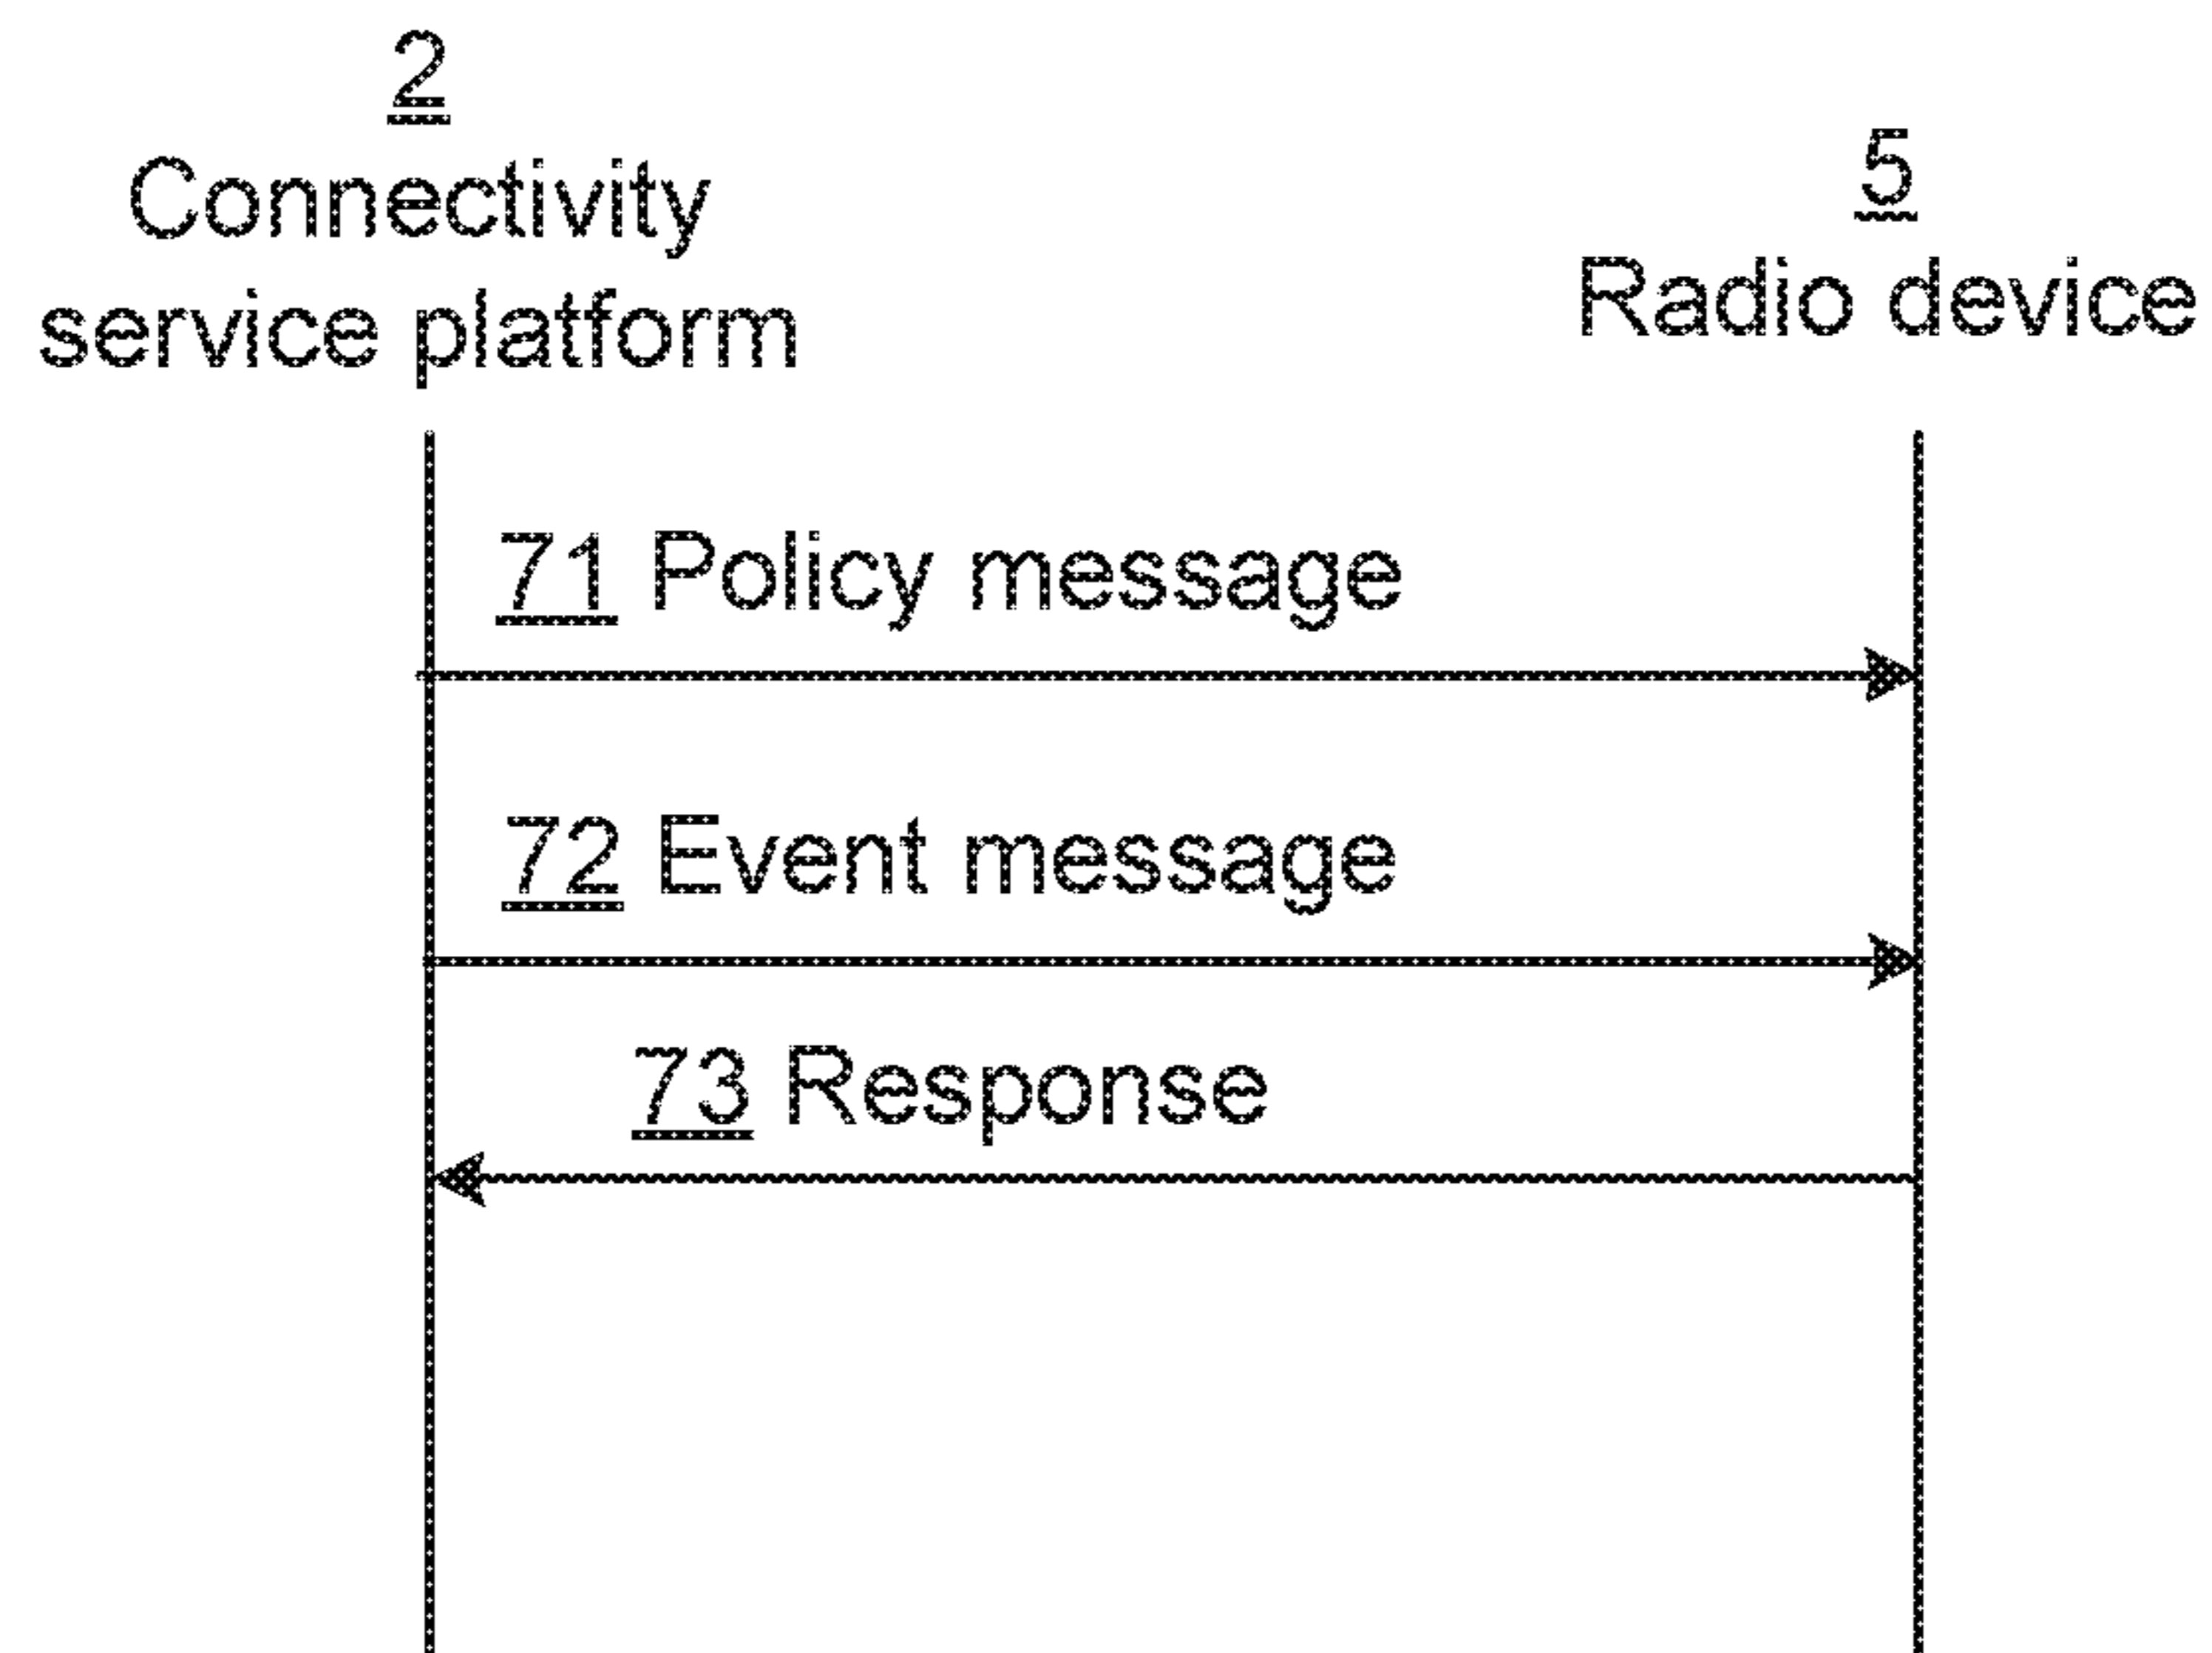 2
Connectivity
service platform
5
Radio device
71 Policy message
72 Event message
73 Response